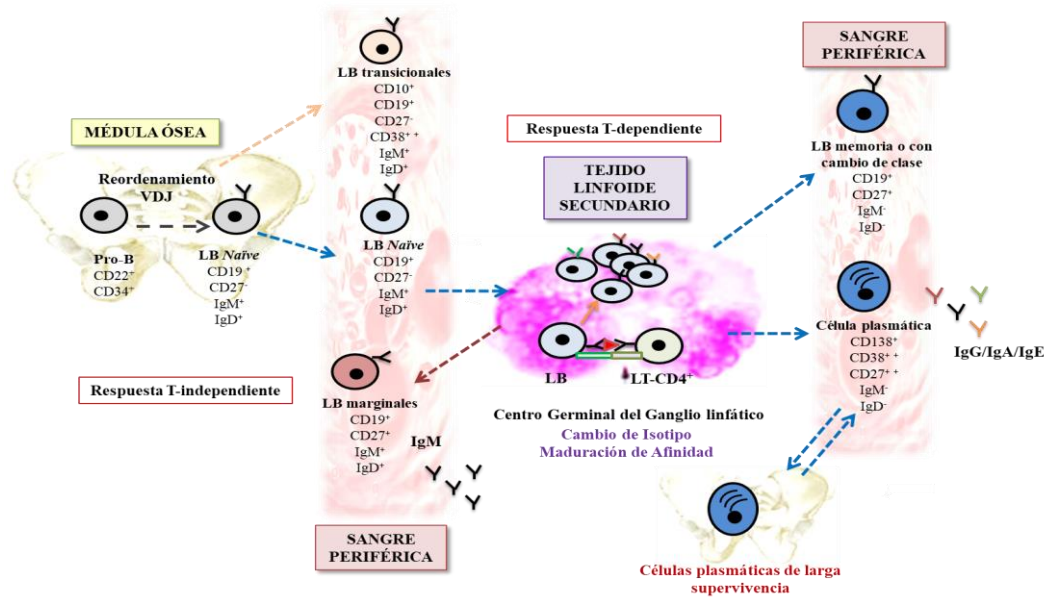 MÉDULA ÓSEA
Reordenamiento
VDJ
Pro-B
CD22⁺
CD34⁺
LB Naïve
CD19⁺
CD27⁻
IgM⁺
IgD⁺
Respuesta T-independiente
LB transicionales
CD10⁺
CD19⁺
CD27⁻
CD38⁺⁺
IgM⁺
IgD⁺
LB Naïve
CD19⁺
CD27⁻
IgM⁺
IgD⁺
LB marginales
CD19⁺
CD27⁺
IgM⁺
IgD⁺
IgM
SANGRE
PERIFÉRICA
Respuesta T-dependiente
TEJIDO
LINFOIDE
SECUNDARIO
LB
LT-CD4⁺
Centro Germinal del Ganglio linfático
Cambio de Isotipo
Maduración de Afinidad
SANGRE
PERIFÉRICA
LB memoria o con
cambio de clase
CD19⁺
CD27⁺
IgM⁻
IgD⁻
Célula plasmática
CD138⁺
CD38⁺⁺
CD27⁺⁺
IgM⁻
IgD⁻
IgG/IgA/IgE
Células plasmáticas de larga
supervivencia